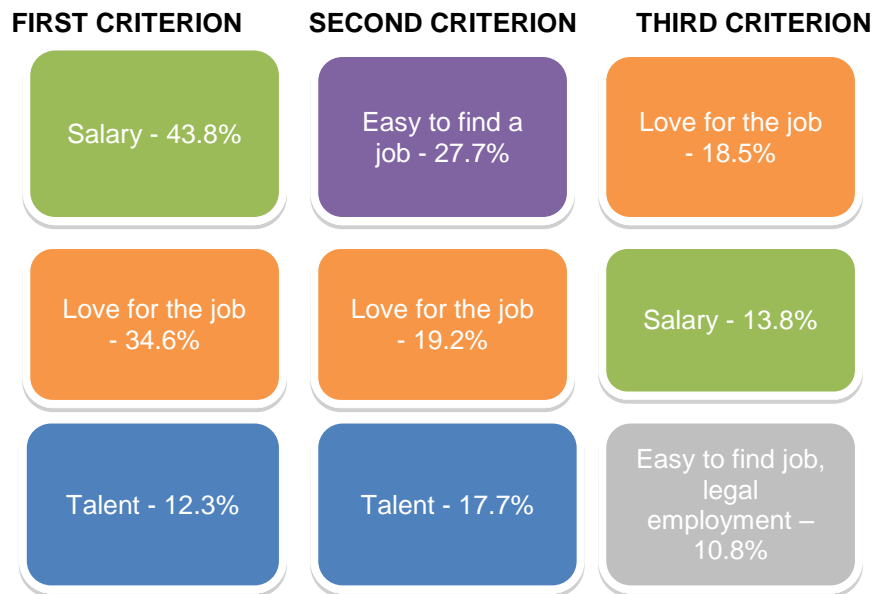 FIRST CRITERION
SECOND CRITERION
THIRD CRITERION
Salary - 43.8%
Easy to find a
job - 27.7%
Love for the job
- 18.5%
Love for the job
- 34.6%
Love for the job
- 19.2%
Salary - 13.8%
Talent - 12.3%
Talent - 17.7%
Easy to find job,
legal
employment –
10.8%